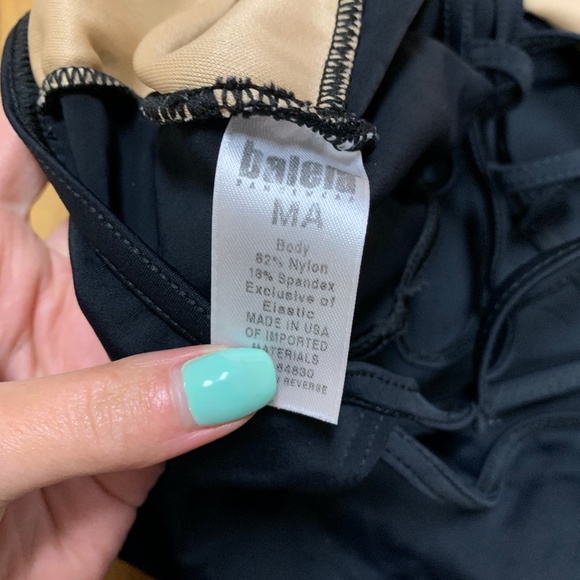 balera
DANCEWEAR
MA
Body
82% Nylon
18% Spandex
Exclusive of
Elastic
MADE IN USA
OF IMPORTED
MATERIALS
84830
REVERSE